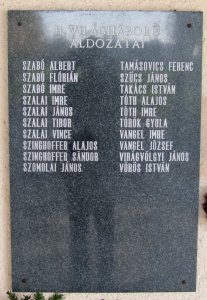 II. VILÁGHÁBORÚ
ÁLDOZATAI
SZABÓ ALBERT
SZABÓ FLÓRIÁN
SZABÓ IMRE
SZALAI IMRE
SZALAI JÁNOS
SZALAI TIBOR
SZALAI VINCE
SZINGHOFFER ALAJOS
SZINGHOFFER SÁNDOR
SZOMOLAI JÁNOS
TAMÁSOVICS FERENC
SZŰCS JÁNOS
TAKÁCS ISTVÁN
TÓTH ALAJOS
TÓTH IMRE
TÖRÖK GYULA
VANGEL IMRE
VANGEL JÓZSEF
VIRÁGVÖLGYI JÁNOS
VÖRÖS ISTVÁN